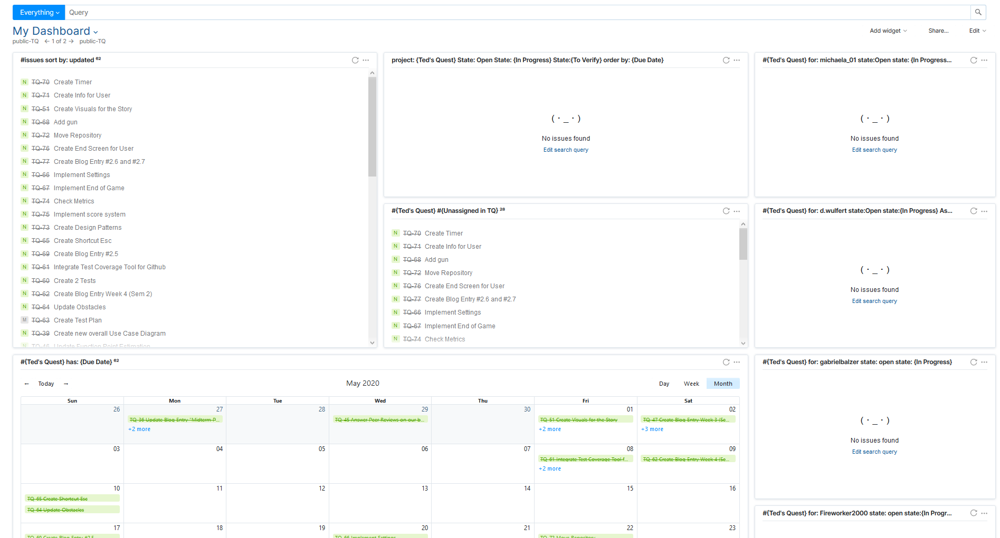 Everything
Query
My Dashboard
public-TQ ← 1 of 2 → public-TQ
Add widget
Share...
Edit
#issues sort by: updated 62
N TQ-70 Create Timer
N TQ-71 Create Info for User
N TQ-51 Create Visuals for the Story
N TQ-68 Add gun
N TQ-72 Move Repository
N TQ-76 Create End Screen for User
N TQ-77 Create Blog Entry #2.6 and #2.7
N TQ-66 Implement Settings
N TQ-67 Implement End of Game
N TQ-74 Check Metrics
N TQ-75 Implement score system
N TQ-73 Create Design Patterns
N TQ-65 Create Shortcut Esc
N TQ-69 Create Blog Entry #2.5
N TQ-61 Integrate Test Coverage Tool for Github
N TQ-60 Create 2 Tests
N TQ-62 Create Blog Entry Week 4 (Sem 2)
N TQ-64 Update Obstacles
M TQ-63 Create Test Plan
N TQ-39 Create new overall Use Case Diagram
N TQ-46 Update Function Point Estimation
project: {Ted's Quest} State: Open State: {In Progress} State:{To Verify} order by: {Due Date}
( · _ · )
No issues found
Edit search query
#{Ted's Quest} for: michaela_01 state:Open state: {In Progress...
( · _ · )
No issues found
Edit search query
#{Ted's Quest} #{Unassigned in TQ} 28
N TQ-70 Create Timer
N TQ-71 Create Info for User
N TQ-68 Add gun
N TQ-72 Move Repository
N TQ-76 Create End Screen for User
N TQ-77 Create Blog Entry #2.6 and #2.7
N TQ-66 Implement Settings
N TQ-67 Implement End of Game
N TQ-74 Check Metrics
#{Ted's Quest} for: d.wulfert state:Open state:{In Progress} As...
( · _ · )
No issues found
Edit search query
#{Ted's Quest} has: {Due Date} 62
← Today →
May 2020
Day Week Month
Sun Mon Tue Wed Thu Fri Sat
26 27 28 29 30 01 02
TQ-36 Update Blog Entry "Midterm P...
TQ-45 Answer Peer Reviews on our b...
TQ-51 Create Visuals for the Story
TQ-47 Create Blog Entry Week 3 (Se...
+2 more +2 more +3 more
03 04 05 06 07 08 09
TQ-61 Integrate Test Coverage Tool f...
TQ-62 Create Blog Entry Week 4 (Se...
+2 more
10 11 12 13 14 15 16
TQ-65 Create Shortcut Esc
TQ-64 Update Obstacles
17 18 19 20 21 22 23
TQ-69 Create Blog Entry #2.5
TQ-66 Implement Settings
TQ-72 Move Repository
#{Ted's Quest} for: gabrielbalzer state: open state: {In Progress}
( · _ · )
No issues found
Edit search query
#{Ted's Quest} for: Fireworker2000 state: open state:{In Progr...